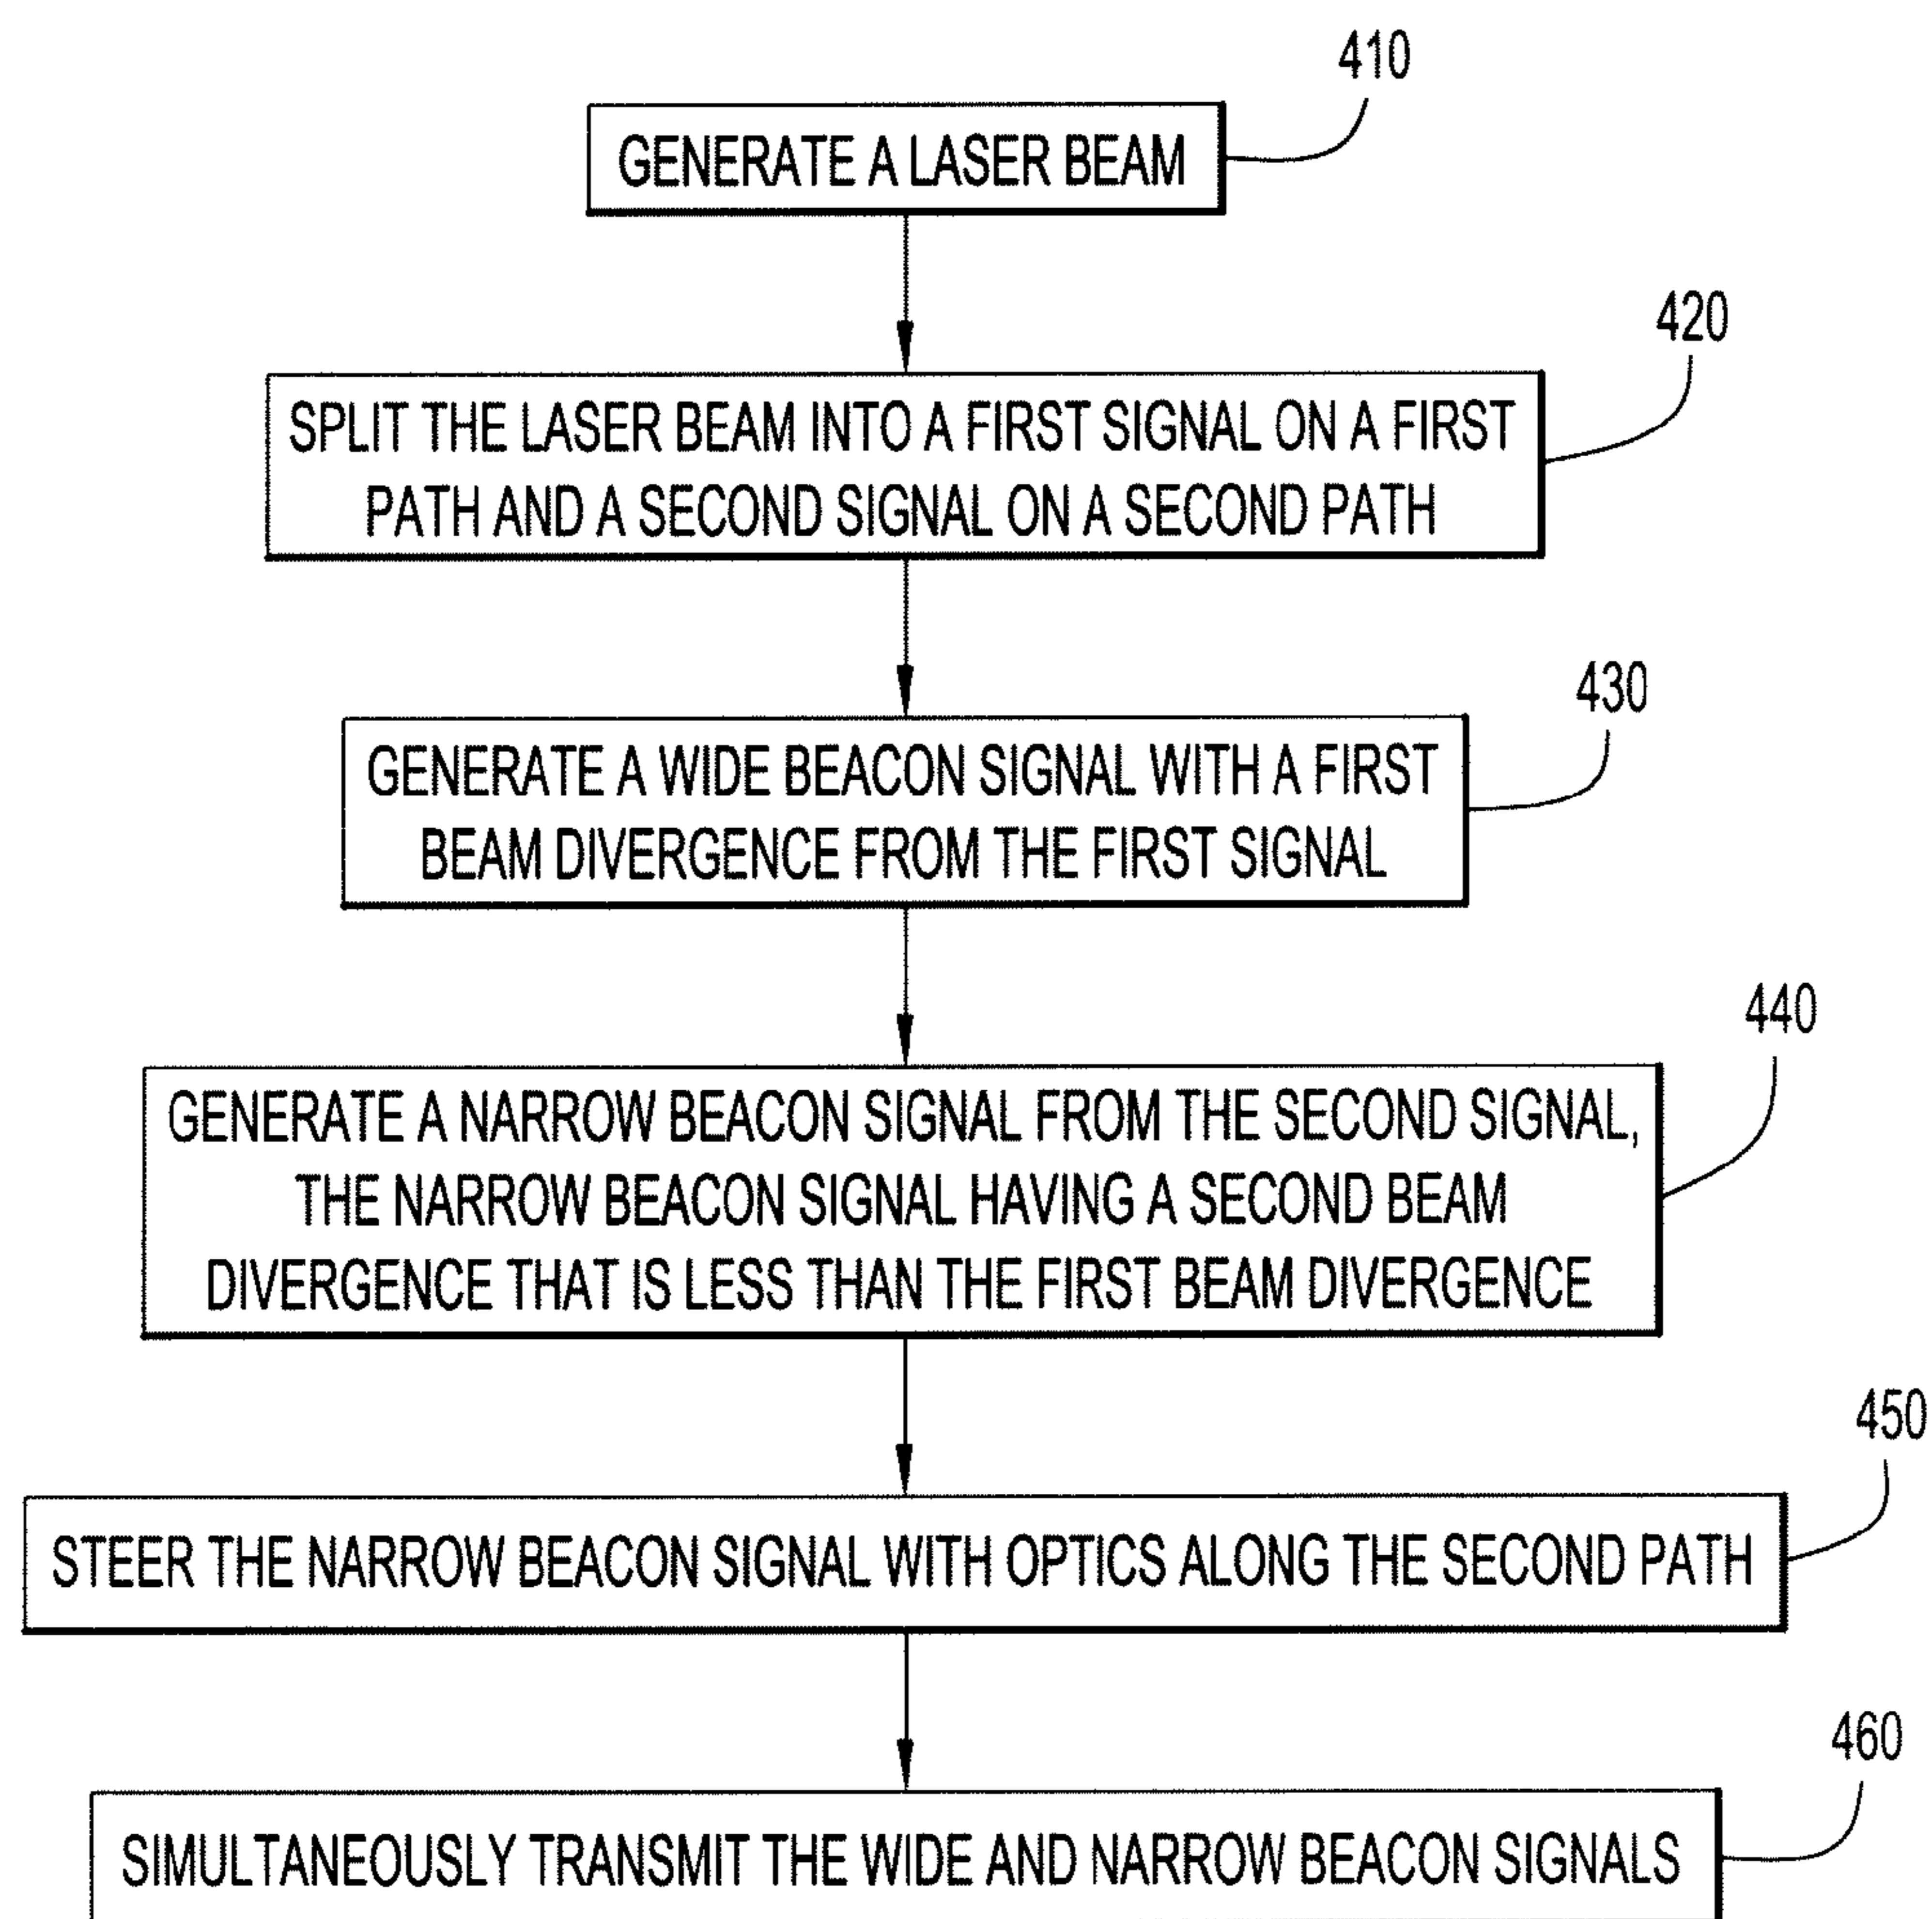 410
GENERATE A LASER BEAM
420
SPLIT THE LASER BEAM INTO A FIRST SIGNAL ON A FIRST
PATH AND A SECOND SIGNAL ON A SECOND PATH
430
GENERATE A WIDE BEACON SIGNAL WITH A FIRST
BEAM DIVERGENCE FROM THE FIRST SIGNAL
440
GENERATE A NARROW BEACON SIGNAL FROM THE SECOND SIGNAL,
THE NARROW BEACON SIGNAL HAVING A SECOND BEAM
DIVERGENCE THAT IS LESS THAN THE FIRST BEAM DIVERGENCE
450
STEER THE NARROW BEACON SIGNAL WITH OPTICS ALONG THE SECOND PATH
460
SIMULTANEOUSLY TRANSMIT THE WIDE AND NARROW BEACON SIGNALS